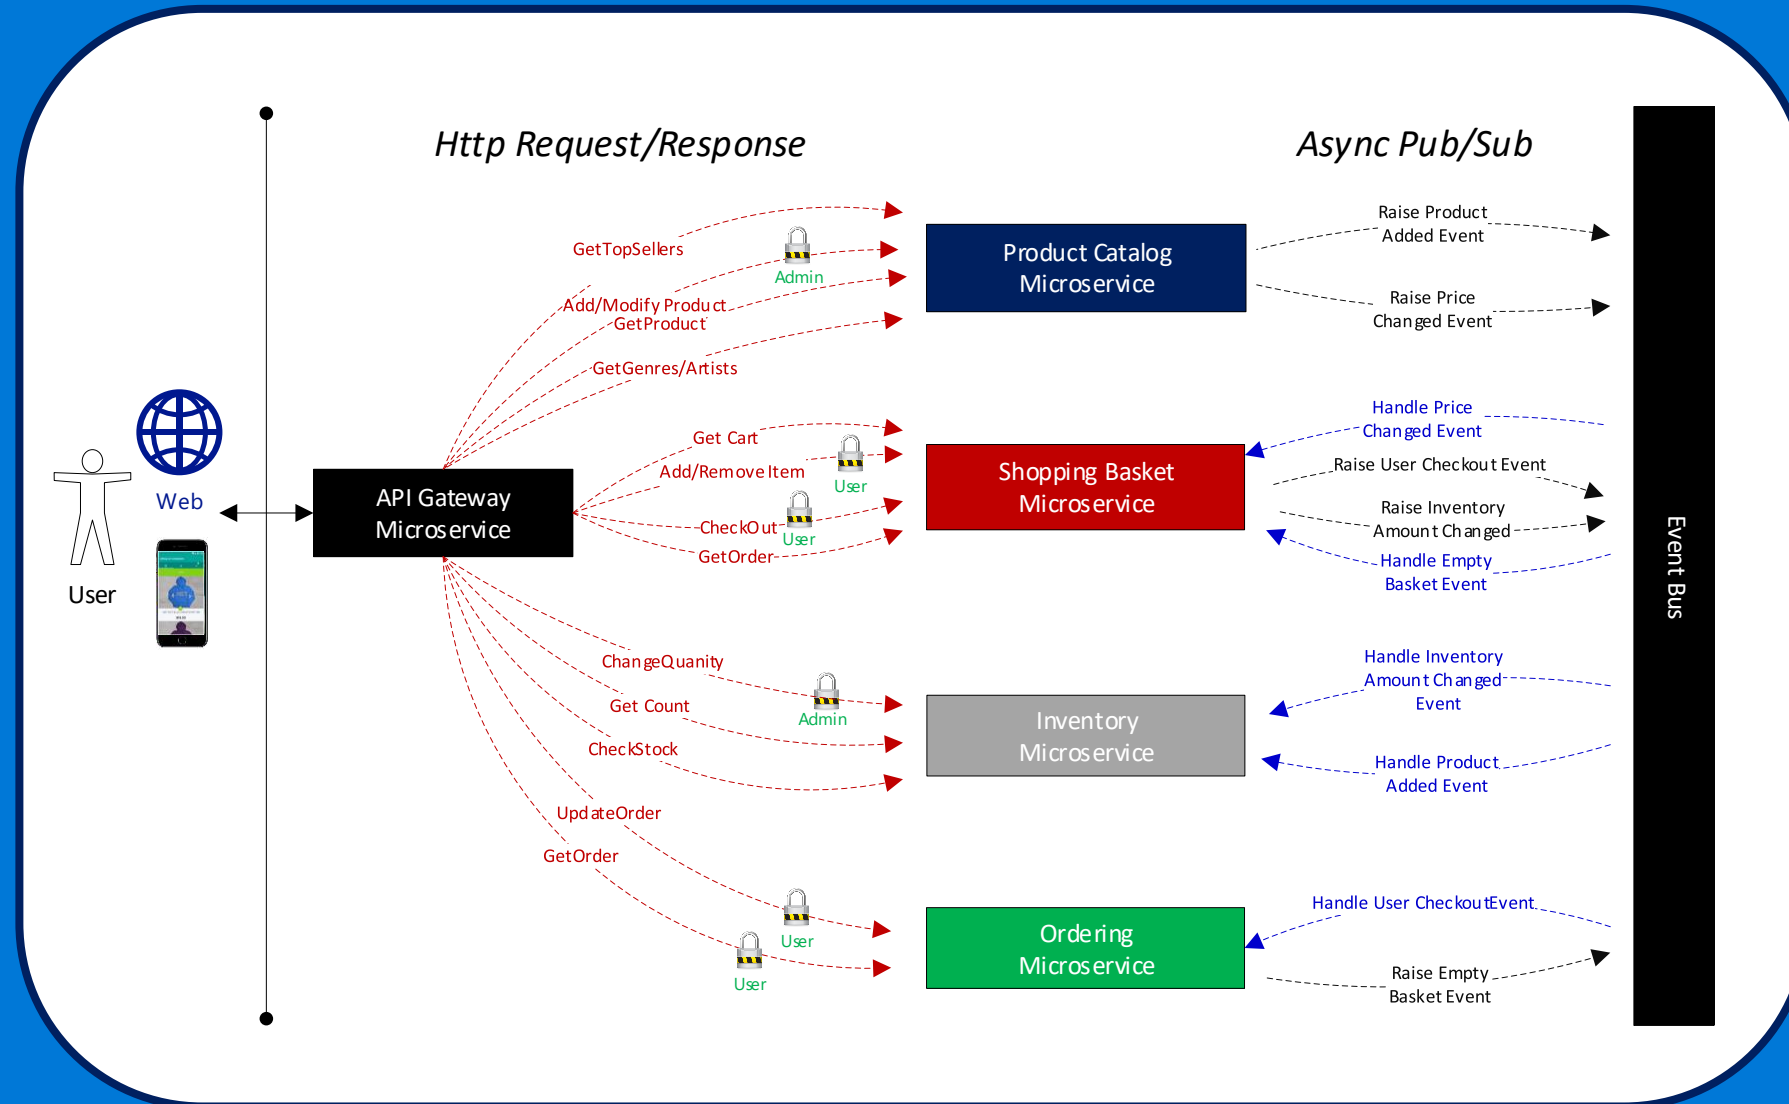 Http Request/Response
Async Pub/Sub
GetTopSellers
Admin
Add/Modify Product
GetProduct
GetGenres/Artists
Product Catalog
Microservice
Raise Product
Added Event
Raise Price
Changed Event
Web
User
API Gateway
Microservice
Get Cart
Add/Remove Item
User
CheckOut
User
GetOrder
Shopping Basket
Microservice
Handle Price
Changed Event
Raise User Checkout Event
Raise Inventory
Amount Changed
Handle Empty
Basket Event
Event Bus
ChangeQuanity
Admin
Get Count
CheckStock
Inventory
Microservice
Handle Inventory
Amount Changed
Event
Handle Product
Added Event
UpdateOrder
GetOrder
User
User
Ordering
Microservice
Handle User CheckoutEvent
Raise Empty
Basket Event